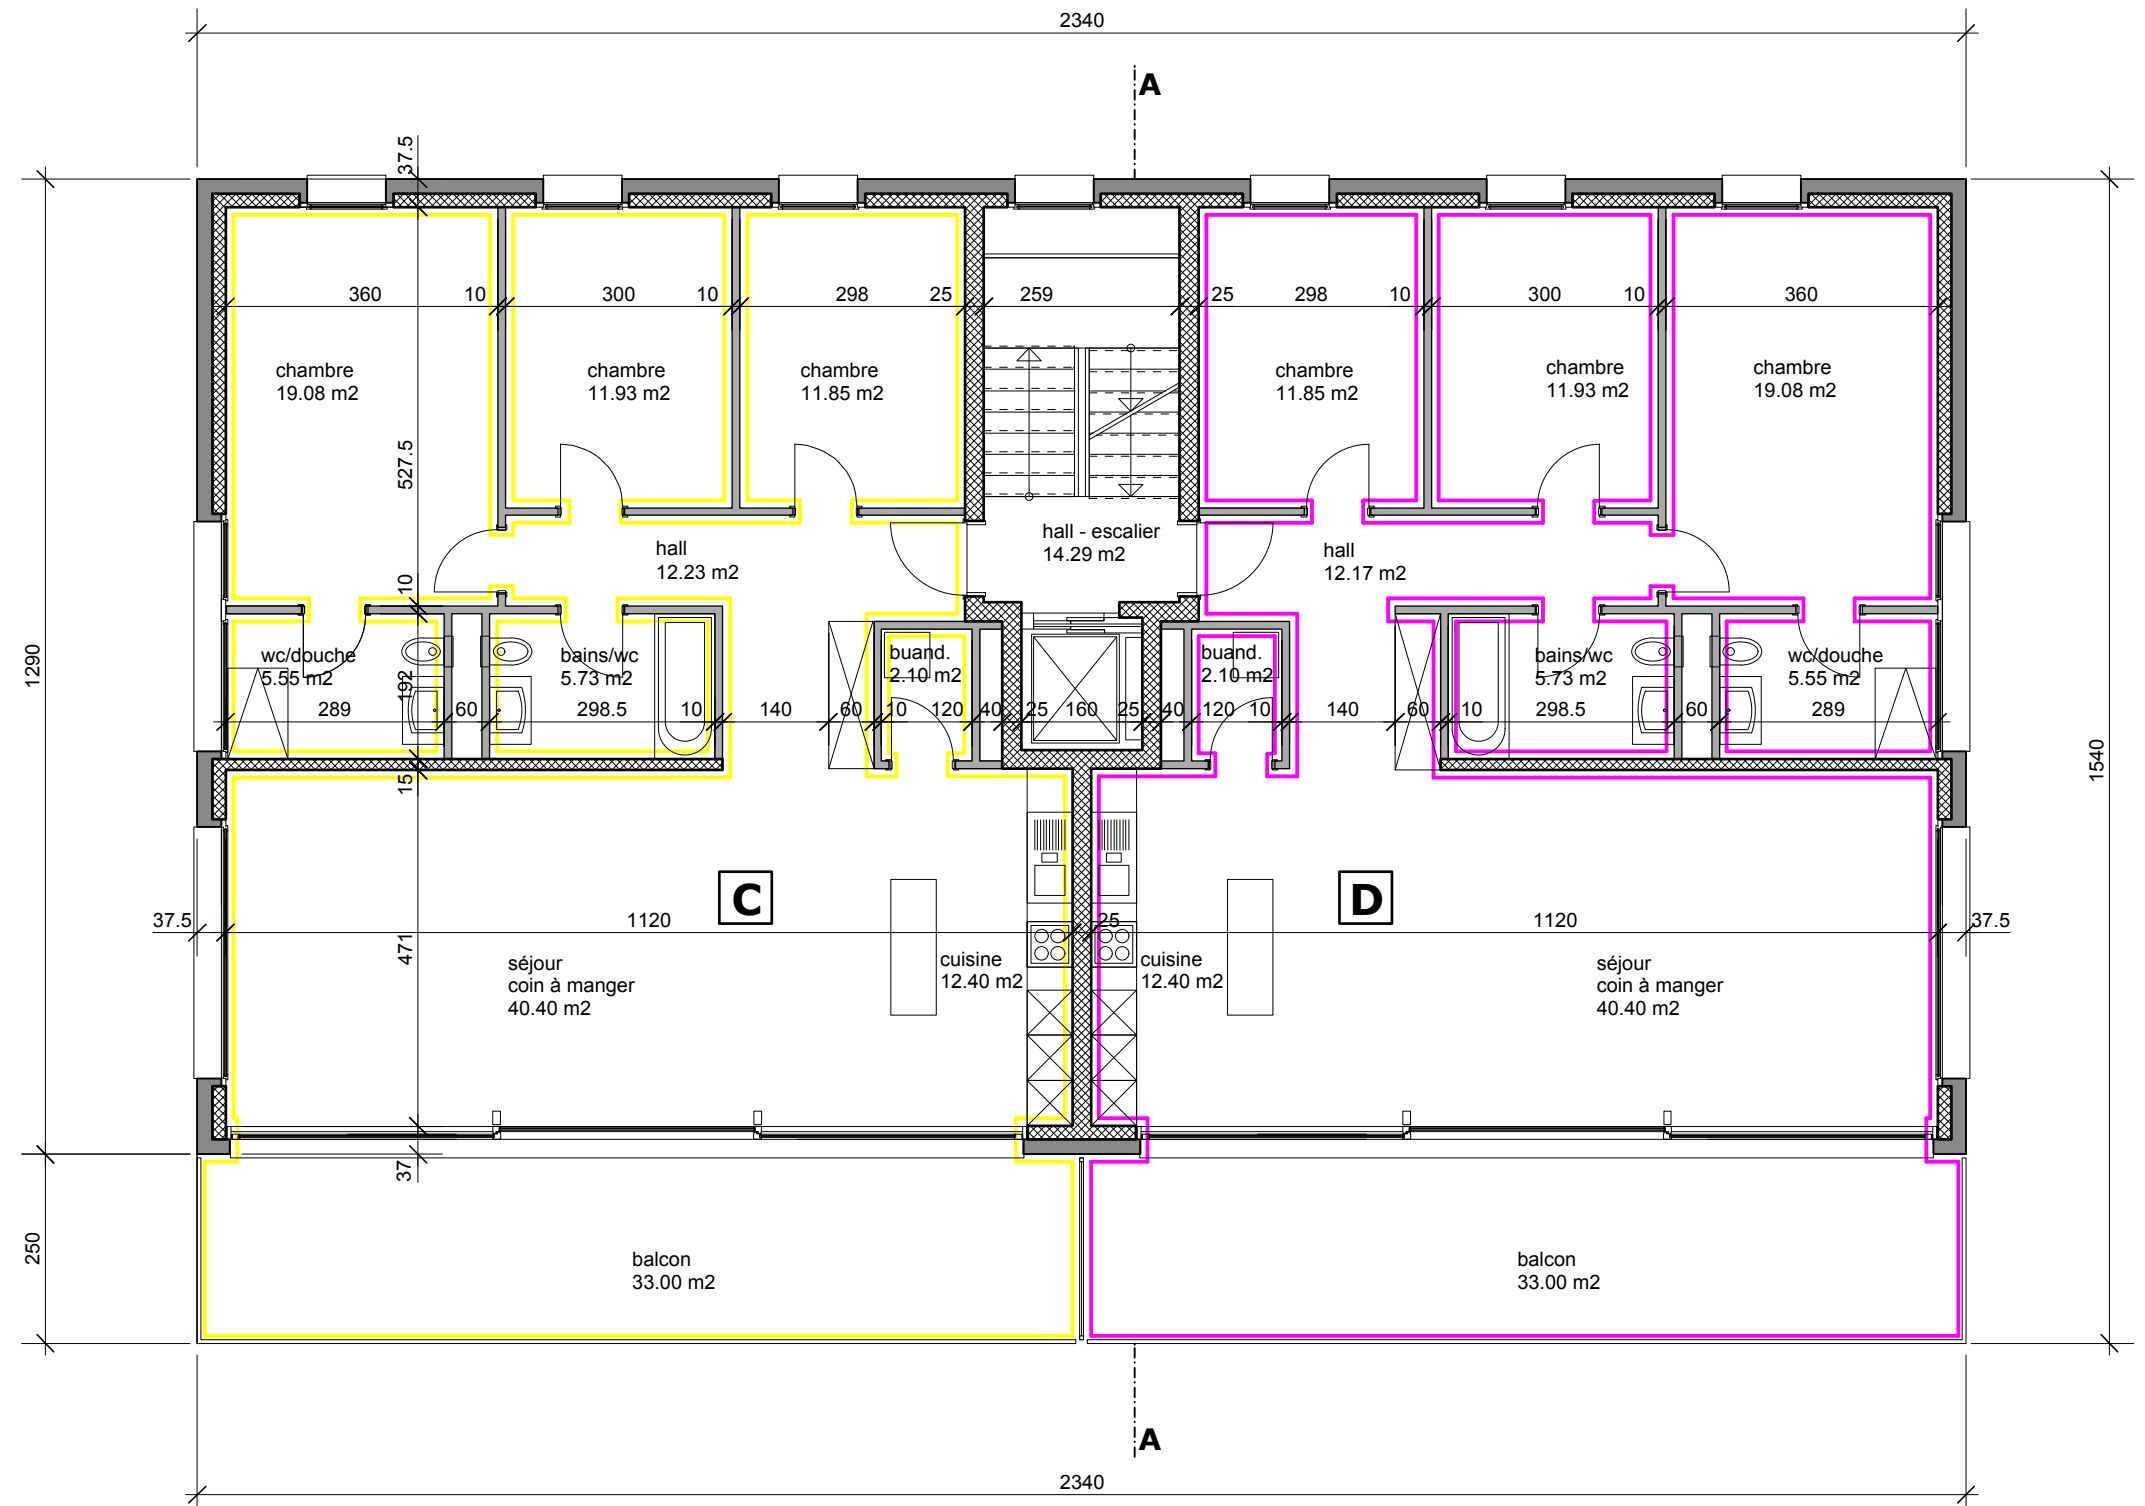 2340
A
37.5
360 10 300 10 298 25 259 25 298 10 300 10 360
chambre
19.08 m2
chambre
11.93 m2
chambre
11.85 m2
chambre
11.85 m2
chambre
11.93 m2
chambre
19.08 m2
527.5
hall
12.23 m2
hall - escalier
14.29 m2
hall
12.17 m2
10
1290
wc/douche
5.55 m2
192
bains/wc
5.73 m2
buand.
2.10 m2
buand.
2.10 m2
bains/wc
5.73 m2
wc/douche
5.55 m2
289 60 298.5 10 140 60 10 120 40 25 160 25 40 120 10 140 60 10 298.5 60 289
15
1540
C
D
37.5 1120 25 1120 37.5
471
séjour
coin à manger
40.40 m2
cuisine
12.40 m2
cuisine
12.40 m2
séjour
coin à manger
40.40 m2
37
250
balcon
33.00 m2
balcon
33.00 m2
A
2340